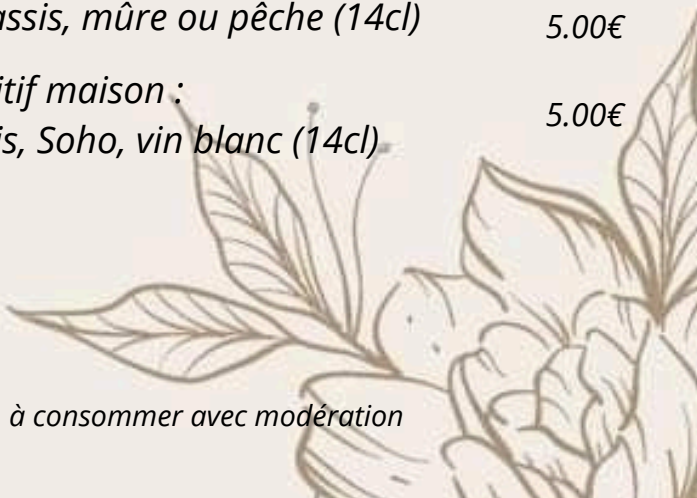 assis, mûre ou pêche (14cl) 5.00€
itif maison : 5.00€
is, Soho, vin blanc (14cl)
à consommer avec modération